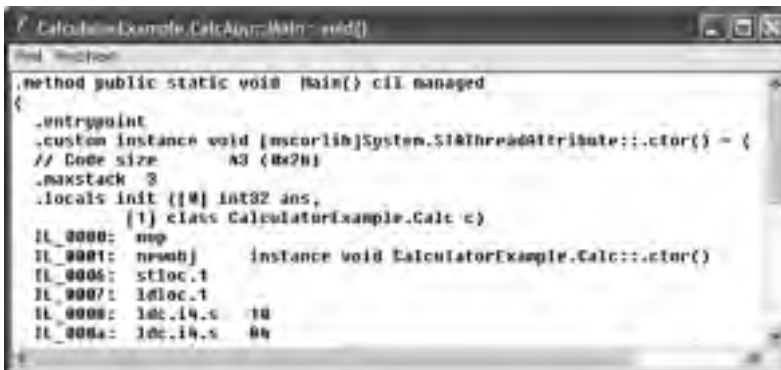 CalculatorExample.CalcApp::Main : void()
Find Find Next
.method public static void Main() cil managed
{
.entrypoint
.custom instance void [mscorlib]System.STAThreadAttribute::.ctor() = (
// Code size 43 (0x2b)
.maxstack 3
.locals init ([0] int32 ans,
[1] class CalculatorExample.Calc c)
IL_0000: nop
IL_0001: newobj instance void CalculatorExample.Calc::.ctor()
IL_0006: stloc.1
IL_0007: ldloc.1
IL_0008: ldc.i4.s 10
IL_000a: ldc.i4.s 84